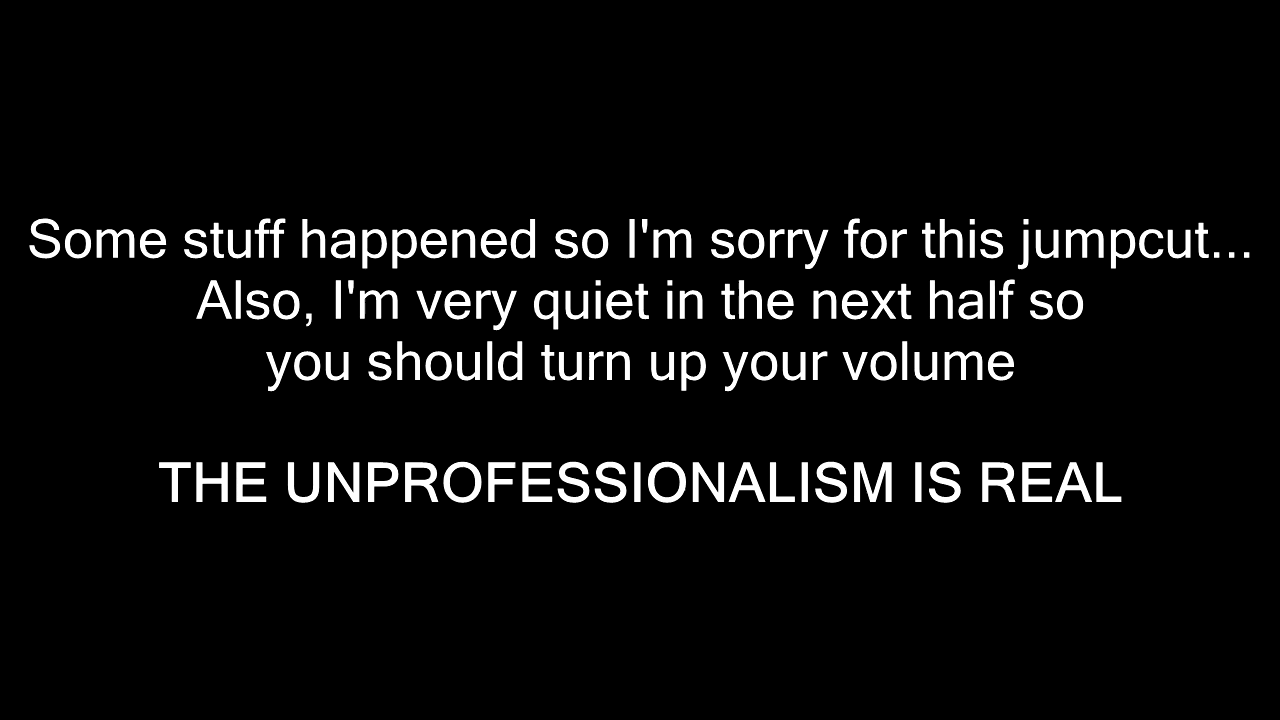 Some stuff happened so I'm sorry for this jumpcut...
Also, I'm very quiet in the next half so
you should turn up your volume
THE UNPROFESSIONALISM IS REAL